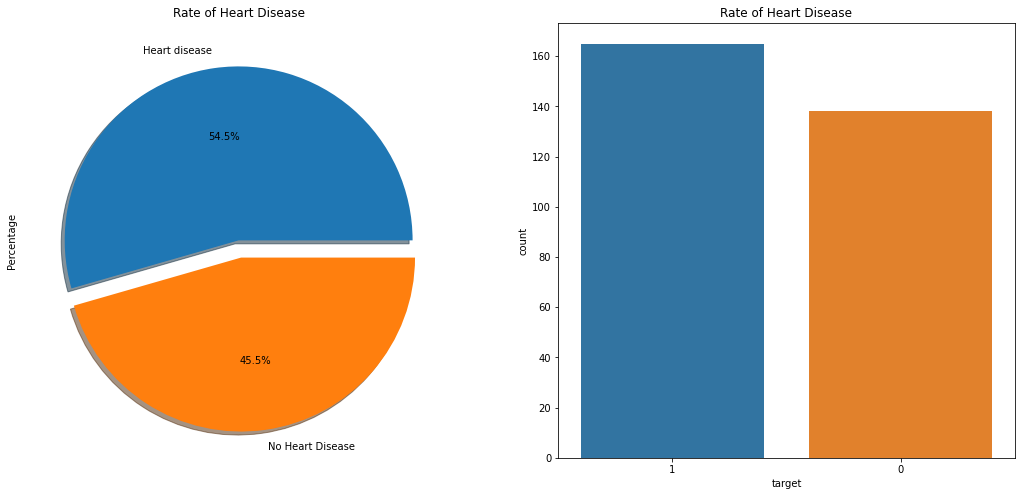 Rate of Heart Disease
Heart disease
54.5%
Percentage
45.5%
No Heart Disease
Rate of Heart Disease
160
140
120
100
80
60
40
20
0
count
1
0
target